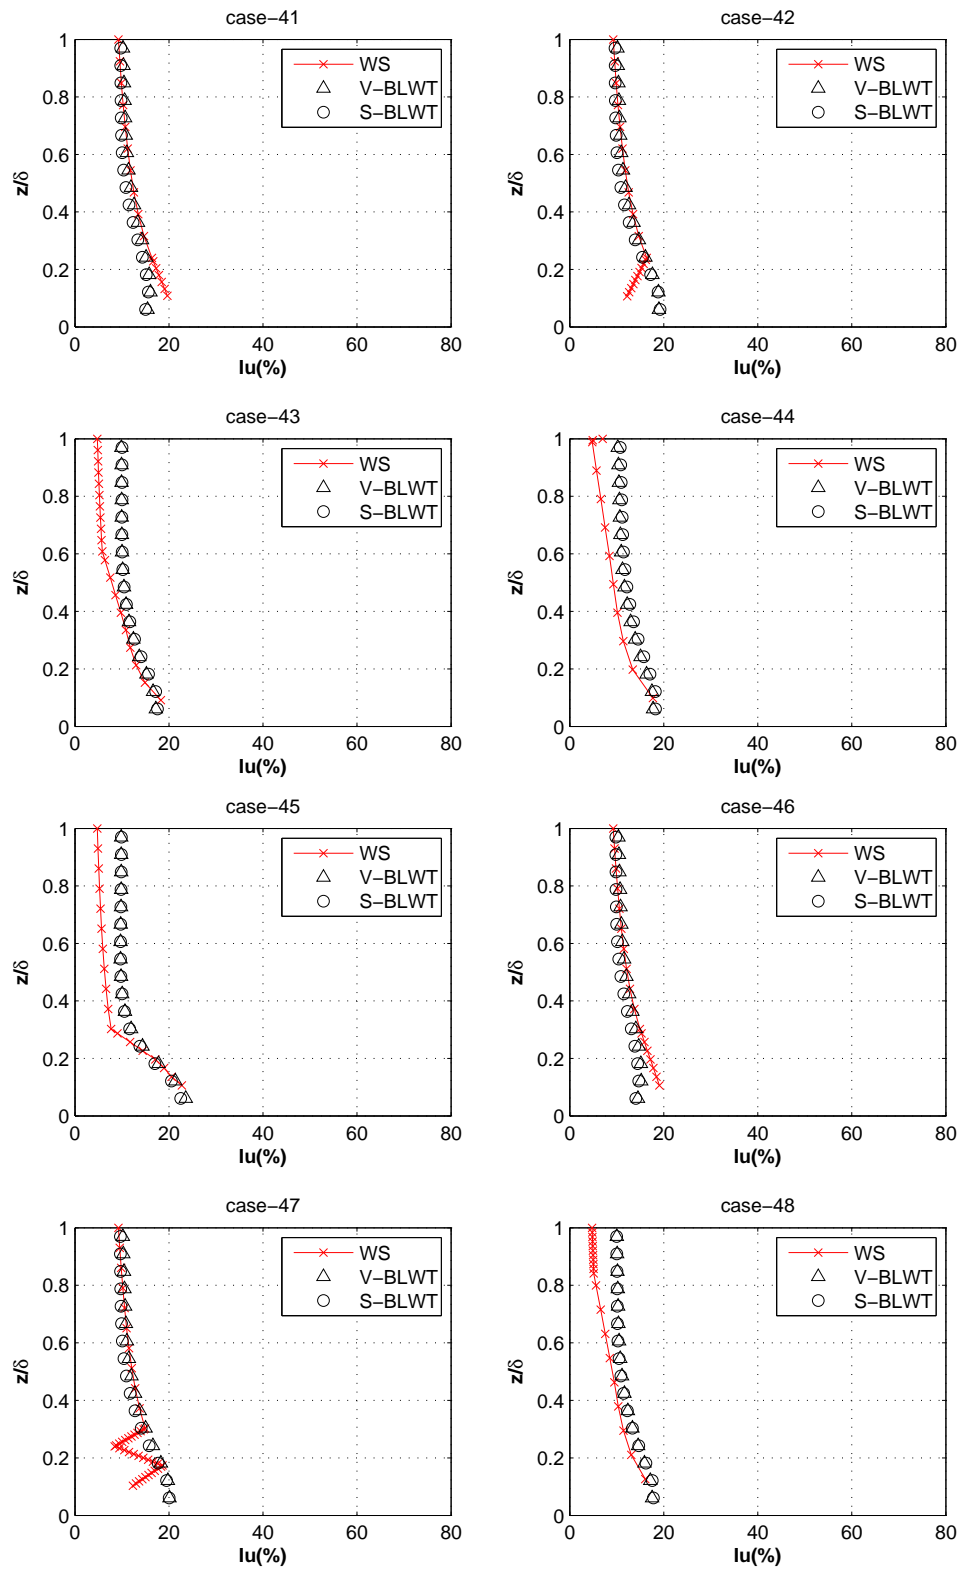 case−41
1
0.8
0.6
0.4
0.2
0
z/δ
0 20 40 60 80
Iu(%)
WS
V−BLWT
S−BLWT
case−42
1
0.8
0.6
0.4
0.2
0
z/δ
0 20 40 60 80
Iu(%)
WS
V−BLWT
S−BLWT
case−43
1
0.8
0.6
0.4
0.2
0
z/δ
0 20 40 60 80
Iu(%)
WS
V−BLWT
S−BLWT
case−44
1
0.8
0.6
0.4
0.2
0
z/δ
0 20 40 60 80
Iu(%)
WS
V−BLWT
S−BLWT
case−45
1
0.8
0.6
0.4
0.2
0
z/δ
0 20 40 60 80
Iu(%)
WS
V−BLWT
S−BLWT
case−46
1
0.8
0.6
0.4
0.2
0
z/δ
0 20 40 60 80
Iu(%)
WS
V−BLWT
S−BLWT
case−47
1
0.8
0.6
0.4
0.2
0
z/δ
0 20 40 60 80
Iu(%)
WS
V−BLWT
S−BLWT
case−48
1
0.8
0.6
0.4
0.2
0
z/δ
0 20 40 60 80
Iu(%)
WS
V−BLWT
S−BLWT